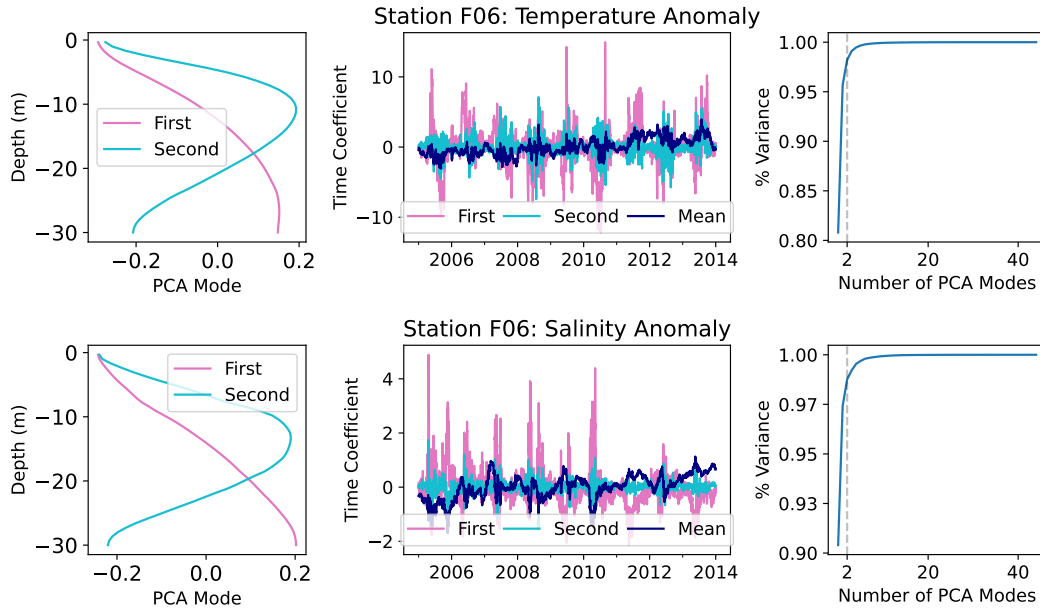 Station F06: Temperature Anomaly
0
−10
−20
−30
Depth (m)
First
Second
−0.2
0.0
0.2
PCA Mode
10
0
−10
Time Coefficient
First
Second
Mean
2006
2008
2010
2012
2014
1.00
0.95
0.90
0.85
0.80
% Variance
2
20
40
Number of PCA Modes
Station F06: Salinity Anomaly
0
−10
−20
−30
Depth (m)
First
Second
−0.2
0.0
0.2
PCA Mode
4
2
0
−2
Time Coefficient
First
Second
Mean
2006
2008
2010
2012
2014
1.00
0.97
0.95
0.93
0.90
% Variance
2
20
40
Number of PCA Modes